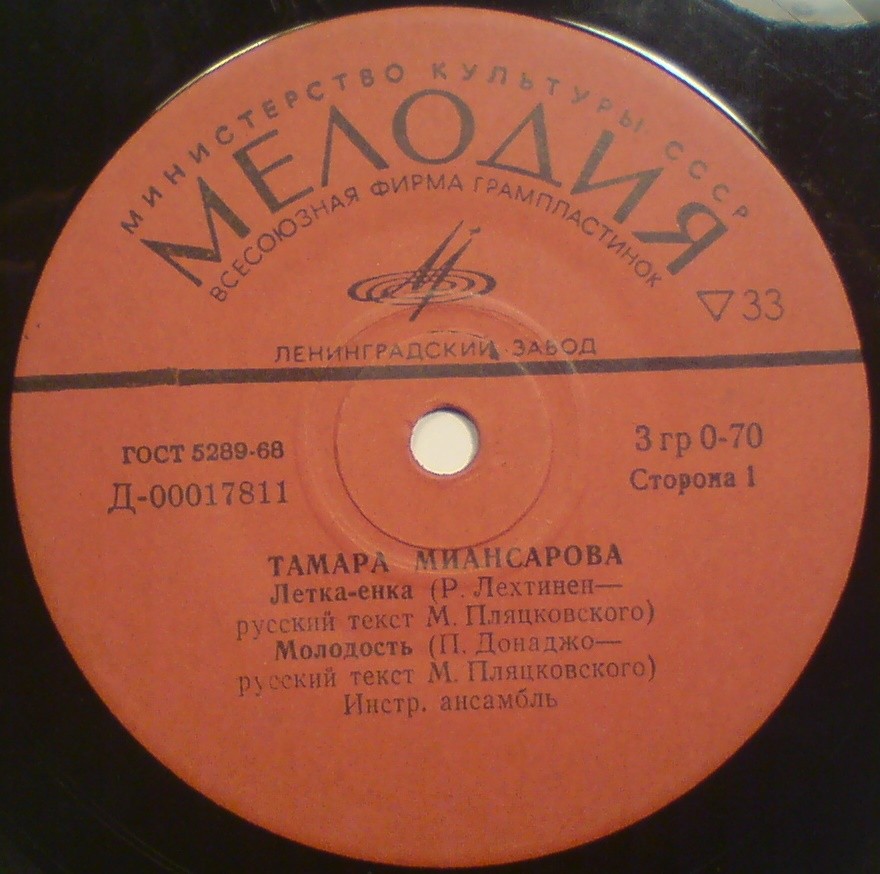 МИНИСТЕРСТВО КУЛЬТУРЫ СССР
МЕЛОДИЯ
ВСЕСОЮЗНАЯ ФИРМА ГРАМПЛАСТИНОК
▽33
ЛЕНИНГРАДСКИЙ ЗАВОД
ГОСТ 5289-68
Д-00017811
3 гр 0-70
Сторона 1
ТАМАРА МИАНСАРОВА
Летка-енка (Р. Лехтинен—
русский текст М. Пляцковского)
Молодость (П. Донаджо—
русский текст М. Пляцковского)
Инстр. ансамбль